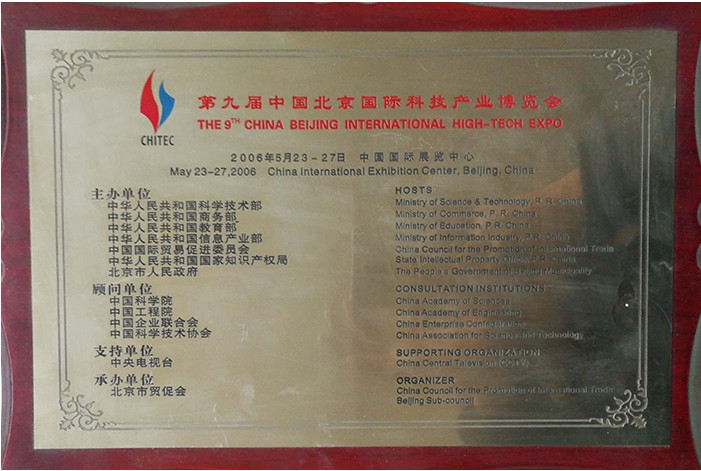 第九届中国北京国际科技产业博览会
THE 9TH CHINA BEIJING INTERNATIONAL HIGH-TECH EXPO
CHITEC
2006年5月23-27日 中国国际展览中心
May 23-27,2006 China International Exhibition Center, Beijing, China
主办单位
中华人民共和国科学技术部
中华人民共和国商务部
中华人民共和国教育部
中华人民共和国信息产业部
中国国际贸易促进委员会
中华人民共和国国家知识产权局
北京市人民政府
顾问单位
中国科学院
中国工程院
中国企业联合会
中国科学技术协会
支持单位
中央电视台
承办单位
北京市贸促会
HOSTS
Ministry of Science & Technology, P. R. China
Ministry of Commerce, P. R. China
Ministry of Education, P. R. China
Ministry of Information Industry, P. R. China
China Council for the Promotion of International Trade
State Intellectual Property Office, P. R. China
The People's Government of Beijing Municipality
CONSULTATION INSTITUTIONS
China Academy of Sciences
China Academy of Engineering
China Enterprise Confederation
China Association for Science and Technology
SUPPORTING ORGANIZATION
China Central Television (CCTV)
ORGANIZER
China Council for the Promotion of International Trade
Beijing Sub-council